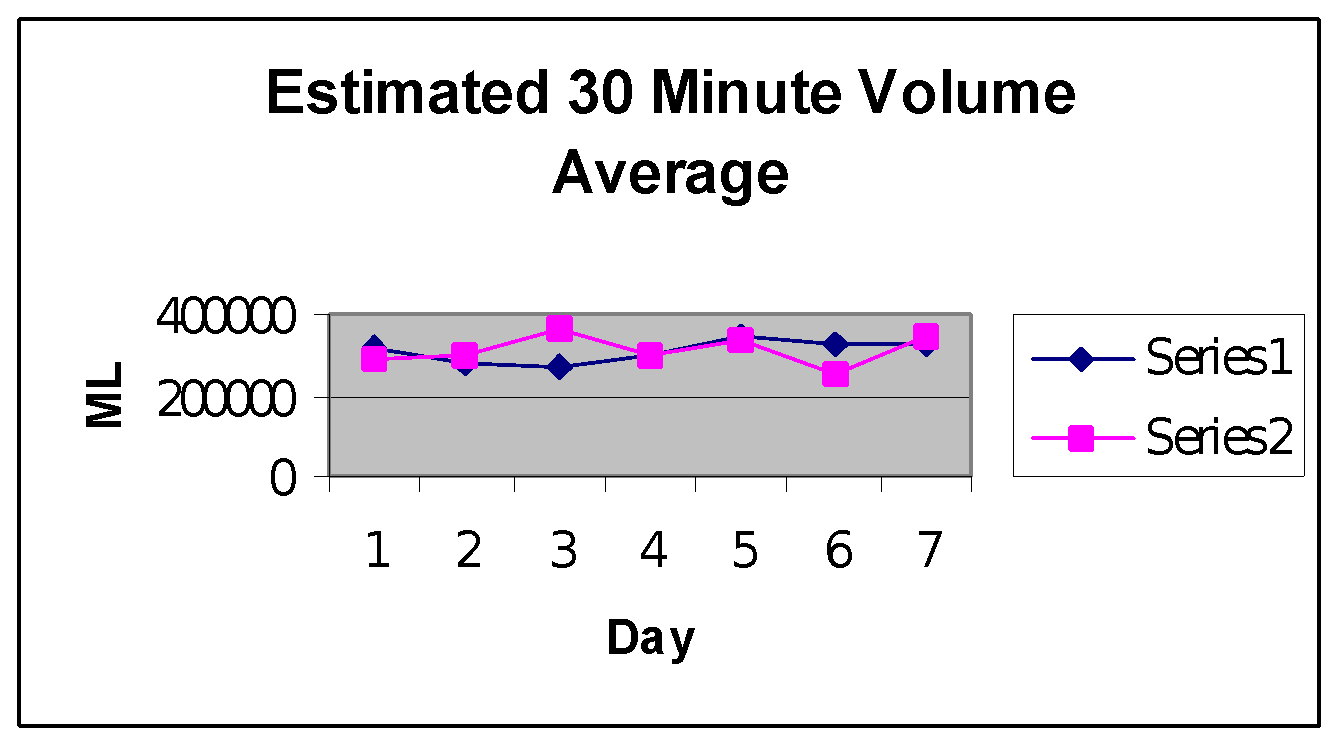 Estimated 30 Minute Volume
Average
400000
200000
0
ML
1 2 3 4 5 6 7
Day
Series1
Series2